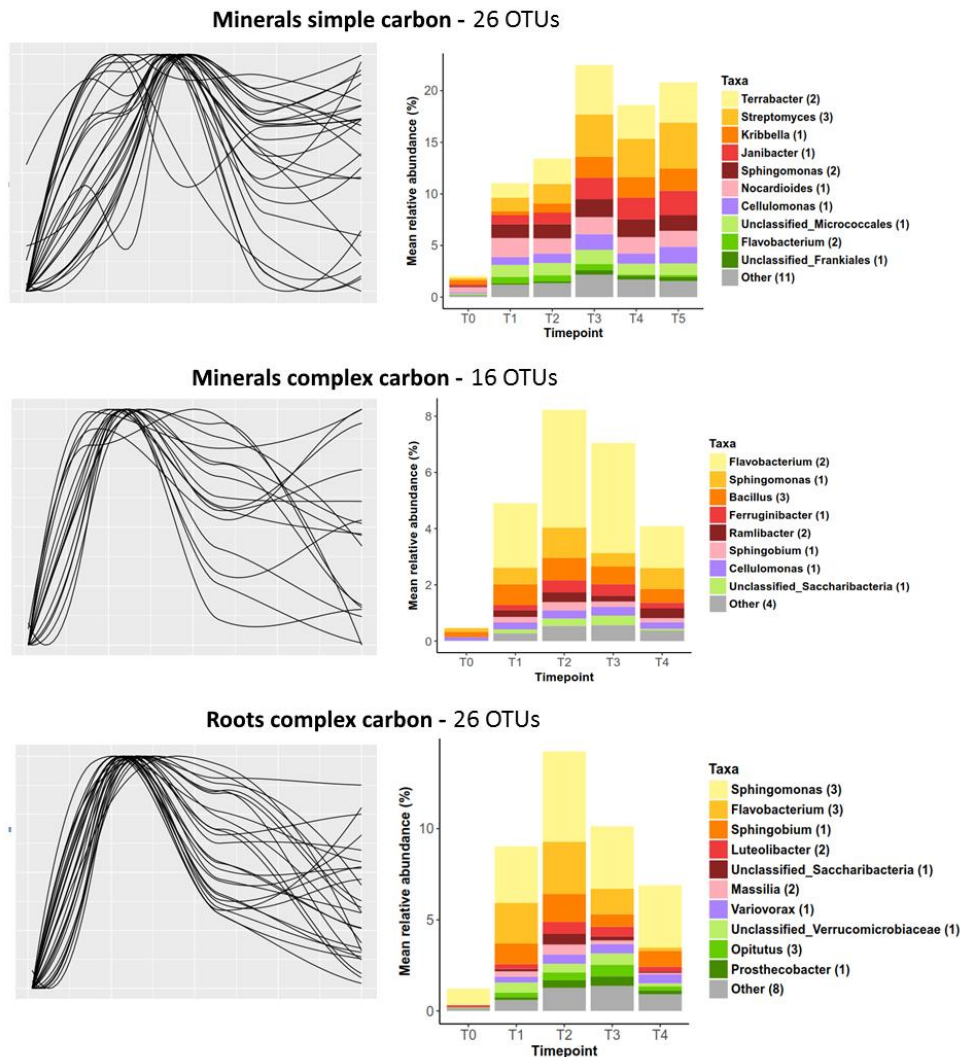 Minerals simple carbon - 26 OTUs
Mean relative abundance (%)
20
15
10
5
0
T0 T1 T2 T3 T4 T5
Timepoint
Taxa
Terrabacter (2)
Streptomyces (3)
Kribbella (1)
Janibacter (1)
Sphingomonas (2)
Nocardioides (1)
Cellulomonas (1)
Unclassified_Micrococcales (1)
Flavobacterium (2)
Unclassified_Frankiales (1)
Other (11)
Minerals complex carbon - 16 OTUs
Mean relative abundance (%)
8
6
4
2
0
T0 T1 T2 T3 T4
Timepoint
Taxa
Flavobacterium (2)
Sphingomonas (1)
Bacillus (3)
Ferruginibacter (1)
Ramlibacter (2)
Sphingobium (1)
Cellulomonas (1)
Unclassified_Saccharibacteria (1)
Other (4)
Roots complex carbon - 26 OTUs
Mean relative abundance (%)
10
5
0
T0 T1 T2 T3 T4
Timepoint
Taxa
Sphingomonas (3)
Flavobacterium (3)
Sphingobium (1)
Luteolibacter (2)
Unclassified_Saccharibacteria (1)
Massilia (2)
Variovorax (1)
Unclassified_Verrucomicrobiaceae (1)
Opitutus (3)
Prosthecobacter (1)
Other (8)